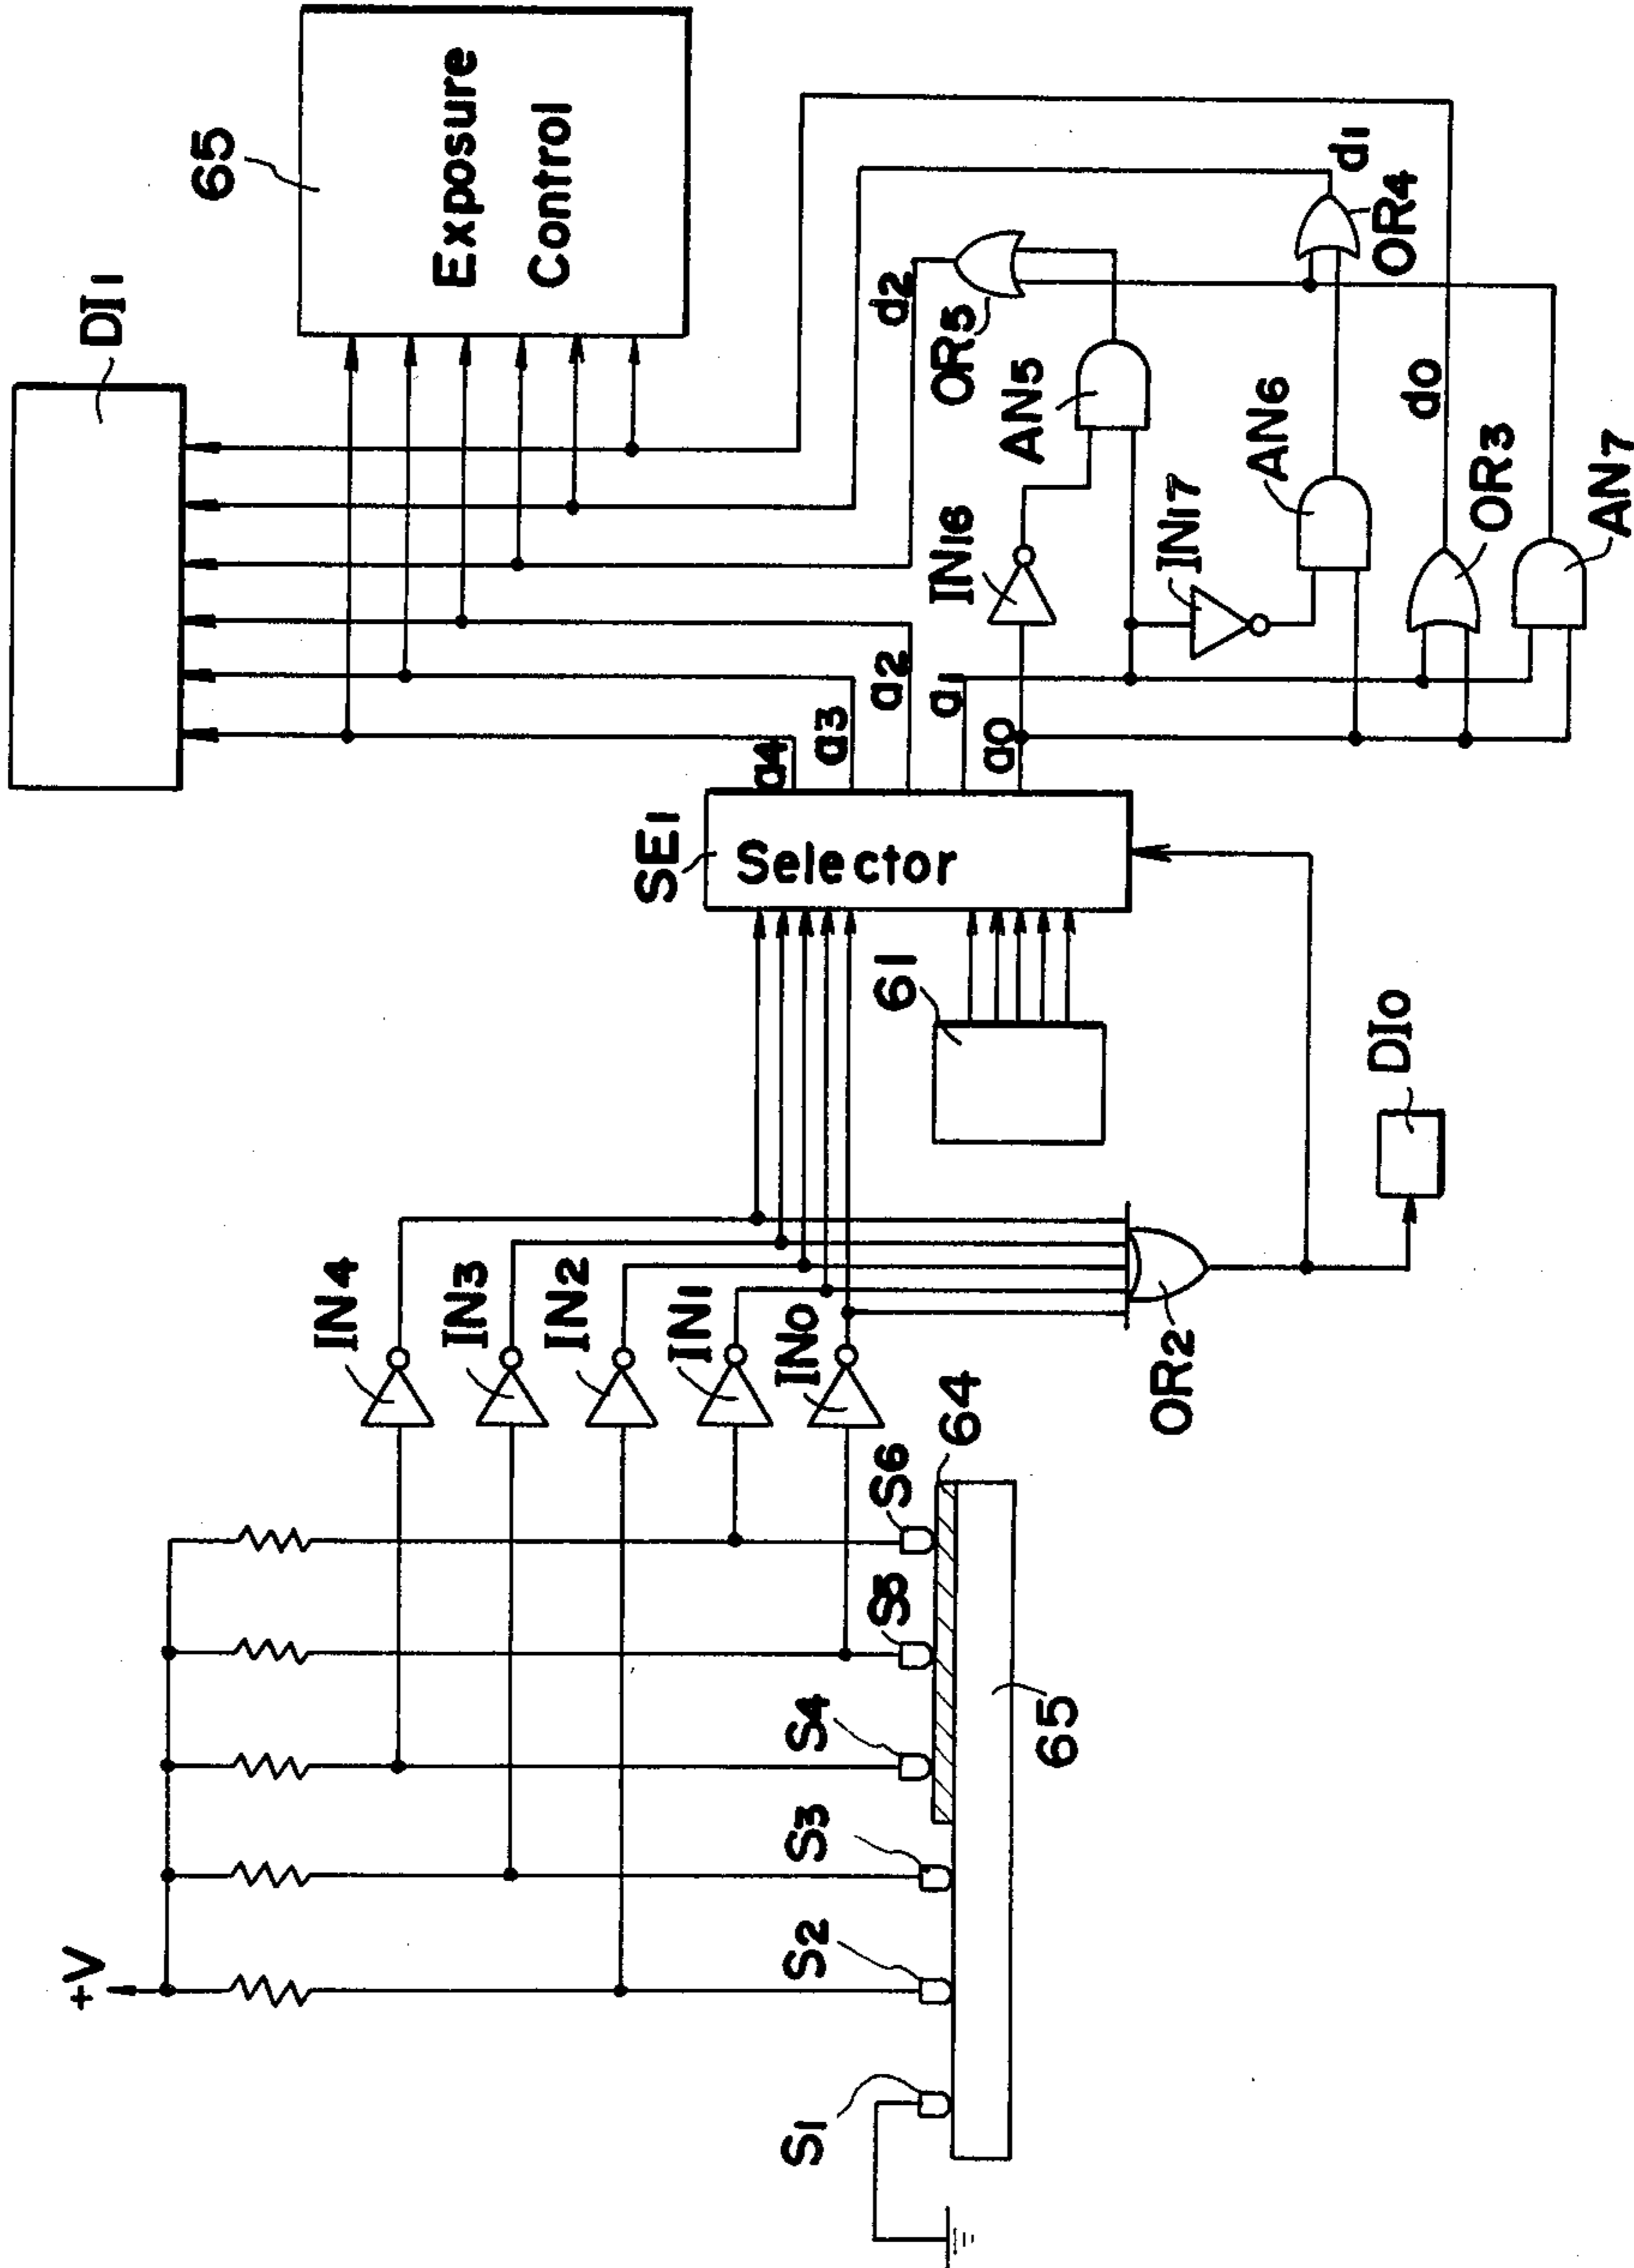 DI1
65
Exposure
Control
d2
OR5
d1
OR4
AN5
IN16
IN17
AN6
d0
OR3
AN7
a4
a3
a2
a1
a0
SE1
Selector
61
DI0
IN4
IN3
IN2
IN1
IN0
OR2
64
S6
S5
S4
S3
S2
S1
65
+V